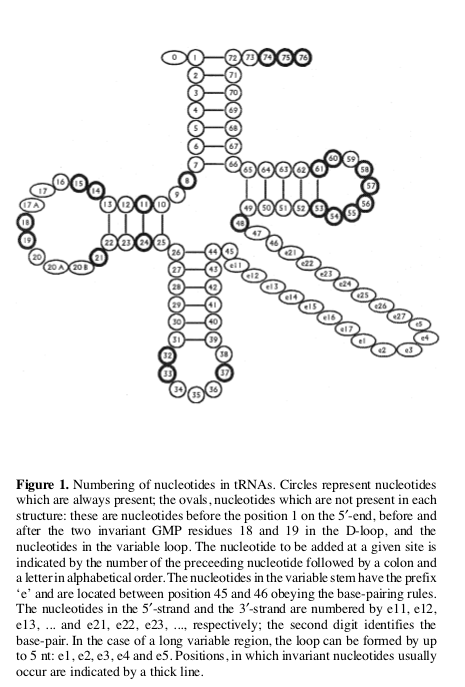 0 1 72 73 74 75 76
2 71
3 70
4 69
5 68
6 67
7 66
65 64 63 62 61 60 59
58
57
56
55
54
49 50 51 52 53
8
9
17 16 15 14
13 12 11 10
17A
18
19
20
20A 20B 21
22 23 24 25
48
47
46
26 44 45
27 43
28 42
29 41
30 40
31 39
32 38
33 37
34 35 36
e11
e12
e13
e14
e15
e16
e17
e1
e2
e3
e4
e5
e21
e22
e23
e24
e25
e26
e27
Figure 1. Numbering of nucleotides in tRNAs. Circles represent nucleotides
which are always present; the ovals, nucleotides which are not present in each
structure: these are nucleotides before the position 1 on the 5′-end, before and
after the two invariant GMP residues 18 and 19 in the D-loop, and the
nucleotides in the variable loop. The nucleotide to be added at a given site is
indicated by the number of the preceeding nucleotide followed by a colon and
a letter in alphabetical order. The nucleotides in the variable stem have the prefix
‘e’ and are located between position 45 and 46 obeying the base-pairing rules.
The nucleotides in the 5′-strand and the 3′-strand are numbered by e11, e12,
e13, ... and e21, e22, e23, ..., respectively; the second digit identifies the
base-pair. In the case of a long variable region, the loop can be formed by up
to 5 nt: e1, e2, e3, e4 and e5. Positions, in which invariant nucleotides usually
occur are indicated by a thick line.